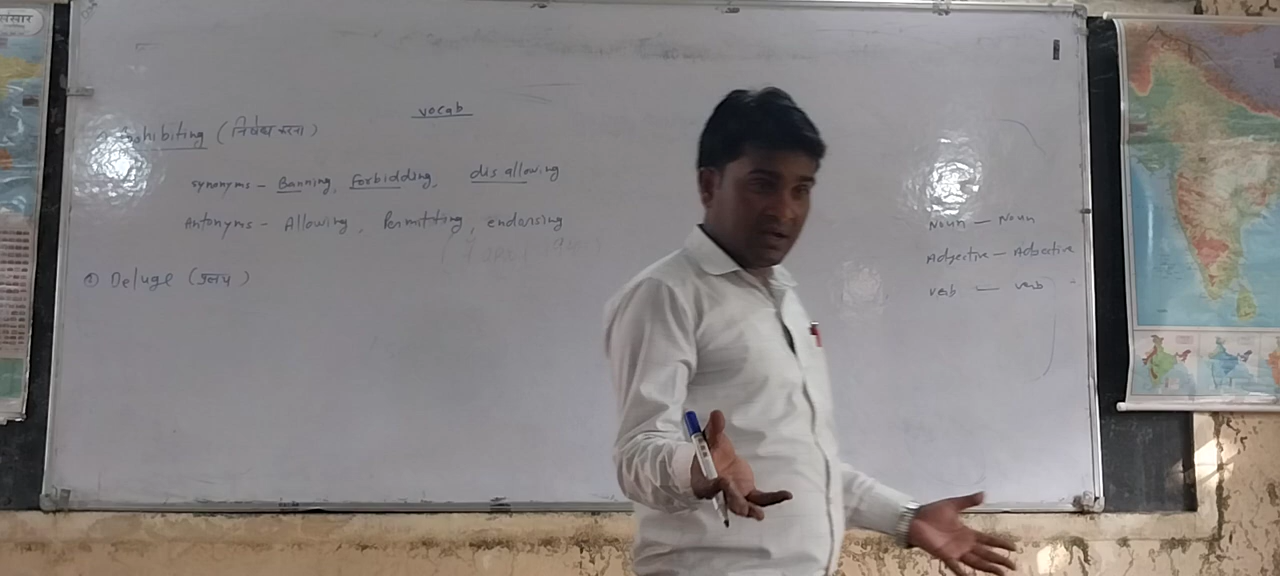 vocab
Prohibiting (निषेध करना)
synonyms – Banning, Forbidding, disallowing
Antonyms – Allowing, Permitting, endorsing
Deluge (प्रलय)
Noun — Noun
Adjective — Adjective
verb — verb